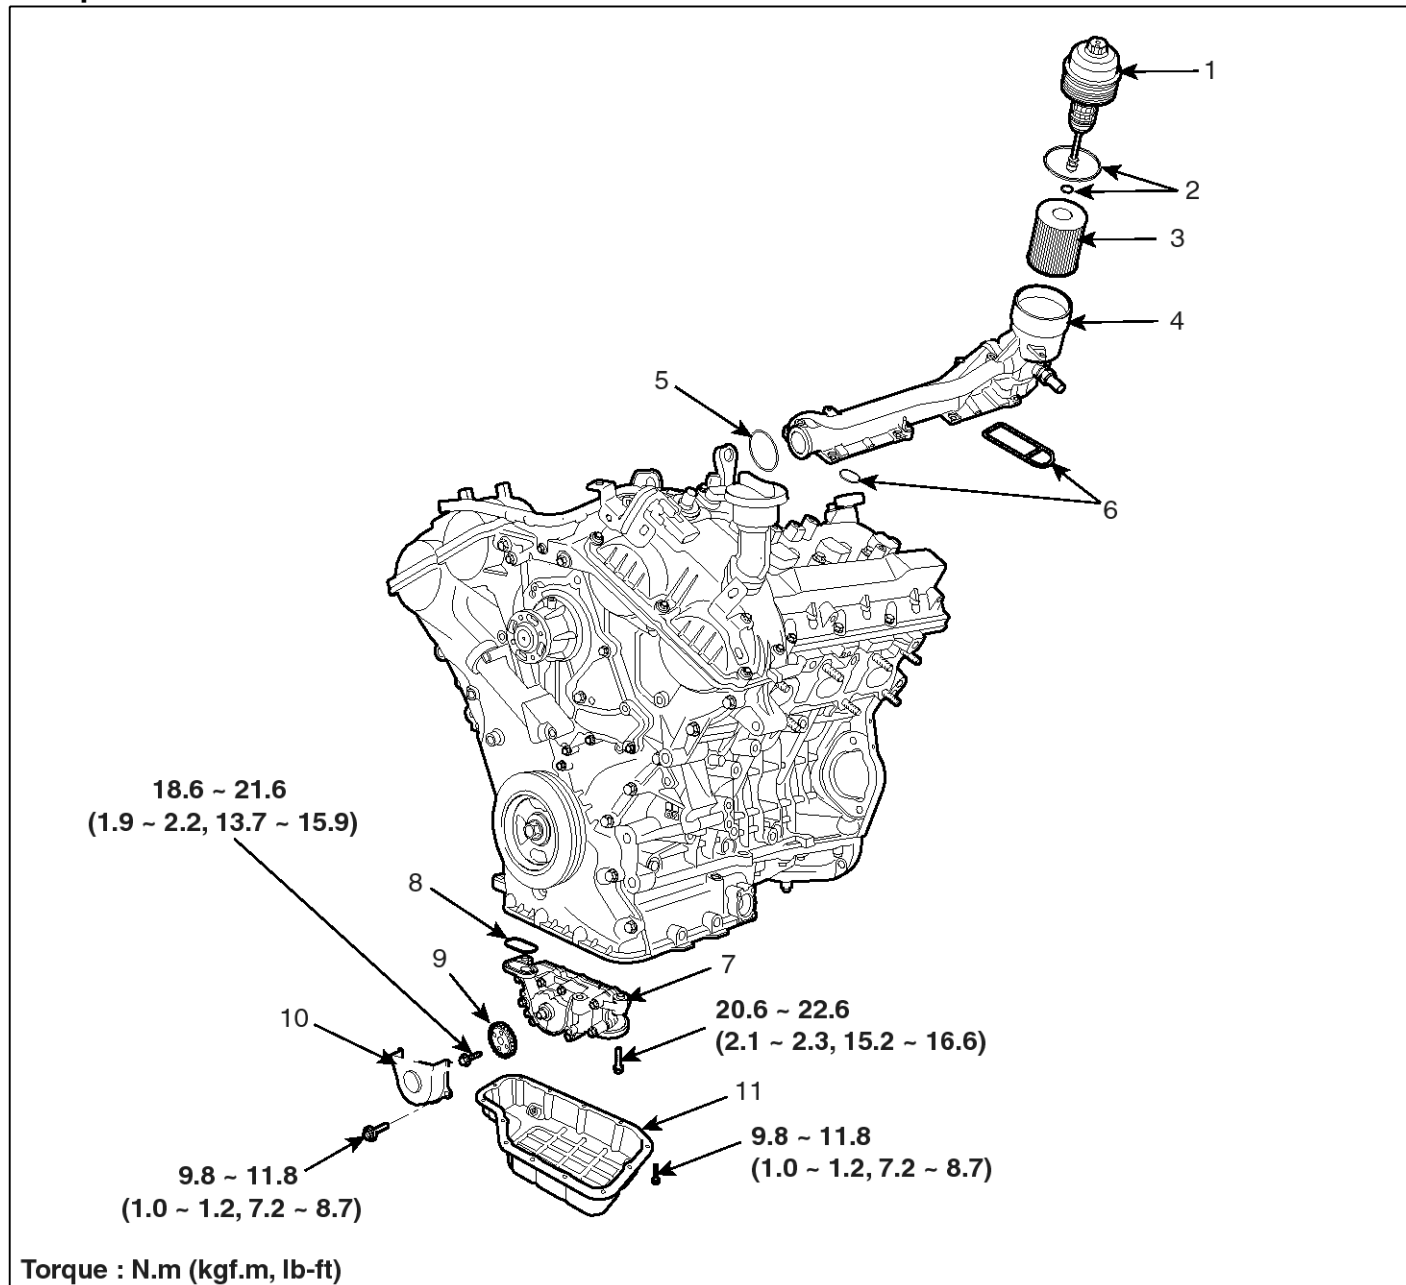 1
2
3
4
5
6
18.6 ~ 21.6
(1.9 ~ 2.2, 13.7 ~ 15.9)
8
9
7
10
20.6 ~ 22.6
(2.1 ~ 2.3, 15.2 ~ 16.6)
11
9.8 ~ 11.8
(1.0 ~ 1.2, 7.2 ~ 8.7)
9.8 ~ 11.8
(1.0 ~ 1.2, 7.2 ~ 8.7)
Torque : N.m (kgf.m, lb-ft)